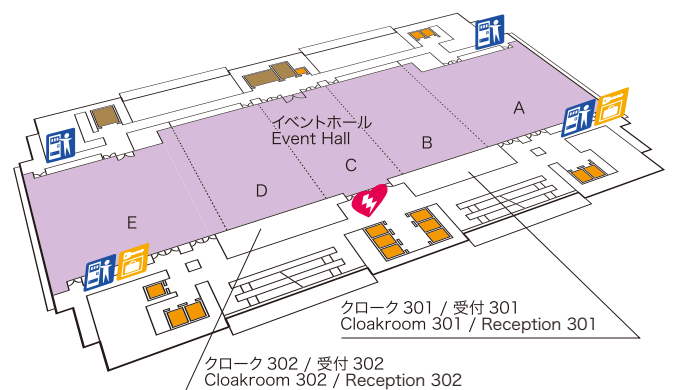 A
イベントホール
Event Hall
B
C
D
E
クローク 301 / 受付 301
Cloakroom 301 / Reception 301
クローク 302 / 受付 302
Cloakroom 302 / Reception 302